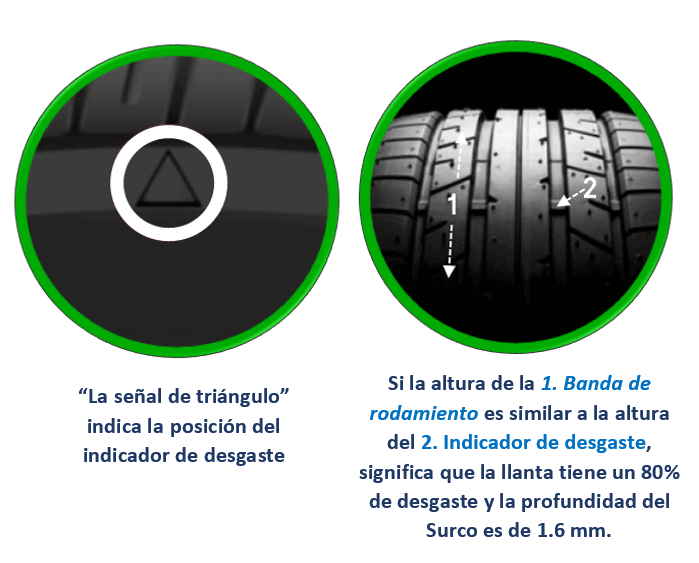 1
2
“La señal de triángulo”
indica la posición del
indicador de desgaste
Si la altura de la 1. Banda de
rodamiento es similar a la altura
del 2. Indicador de desgaste,
significa que la llanta tiene un 80%
de desgaste y la profundidad del
Surco es de 1.6 mm.